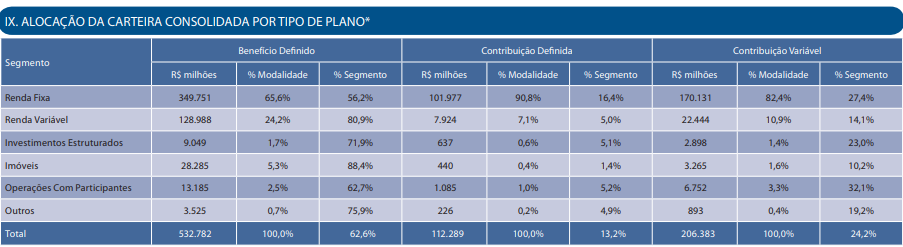 IX. ALOCAÇÃO DA CARTEIRA CONSOLIDADA POR TIPO DE PLANO*
Segmento Benefício Definido Contribuição Definida Contribuição Variável
R$ milhões % Modalidade % Segmento R$ milhões % Modalidade % Segmento R$ milhões % Modalidade % Segmento
Renda Fixa 349.751 65,6% 56,2% 101.977 90,8% 16,4% 170.131 82,4% 27,4%
Renda Variável 128.988 24,2% 80,9% 7.924 7,1% 5,0% 22.444 10,9% 14,1%
Investimentos Estruturados 9.049 1,7% 71,9% 637 0,6% 5,1% 2.898 1,4% 23,0%
Imóveis 28.285 5,3% 88,4% 440 0,4% 1,4% 3.265 1,6% 10,2%
Operações Com Participantes 13.185 2,5% 62,7% 1.085 1,0% 5,2% 6.752 3,3% 32,1%
Outros 3.525 0,7% 75,9% 226 0,2% 4,9% 893 0,4% 19,2%
Total 532.782 100,0% 62,6% 112.289 100,0% 13,2% 206.383 100,0% 24,2%